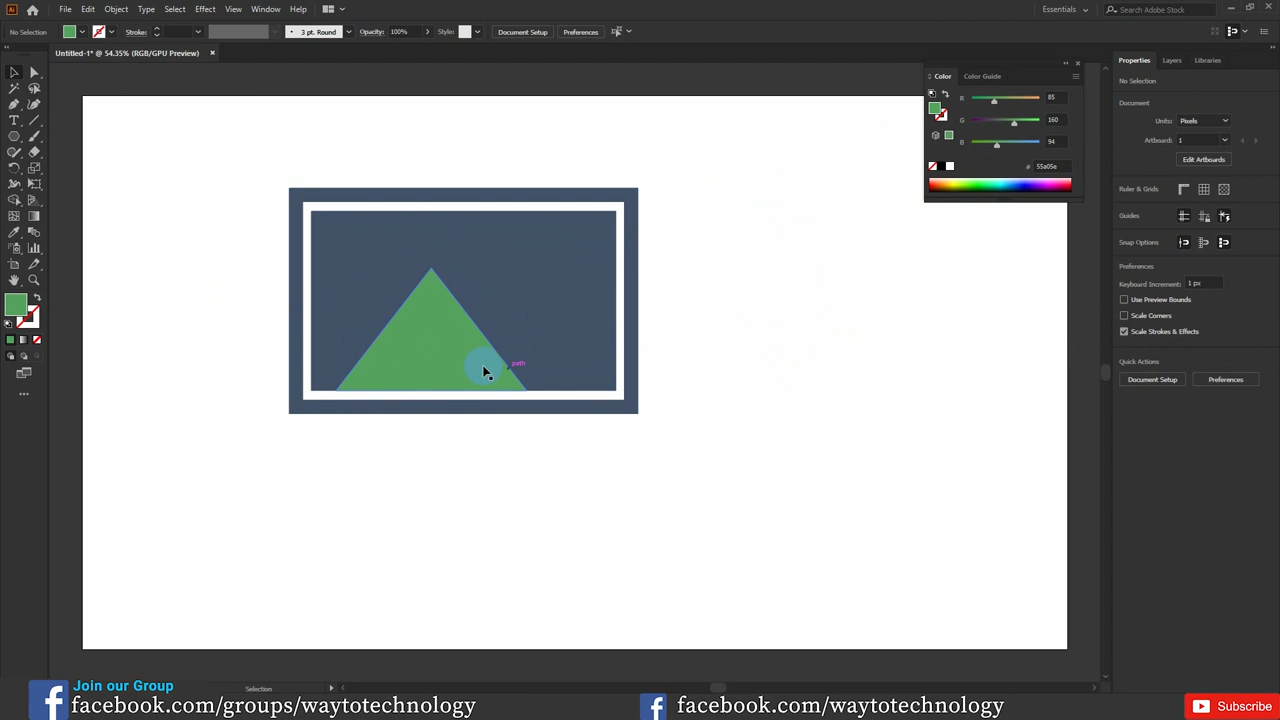 Ai File Edit Object Type Select Effect View Window Help Essentials Search Adobe Stock
No Selection Stroke: 3 pt. Round Opacity: 100% Style: Document Setup Preferences
Untitled-1* @ 54.35% (RGB/GPU Preview)
Color Color Guide
R 85
G 160
B 94
# 55a05e
Properties Layers Libraries
No Selection
Document
Units: Pixels
Artboard: 1
Edit Artboards
Ruler & Grids
Guides
Snap Options
Preferences
Keyboard Increment: 1 px
Use Preview Bounds
Scale Corners
Scale Strokes & Effects
Quick Actions
Document Setup Preferences
path
Selection
Join our Group
facebook.com/groups/waytotechnology
facebook.com/waytotechnology
Subscribe